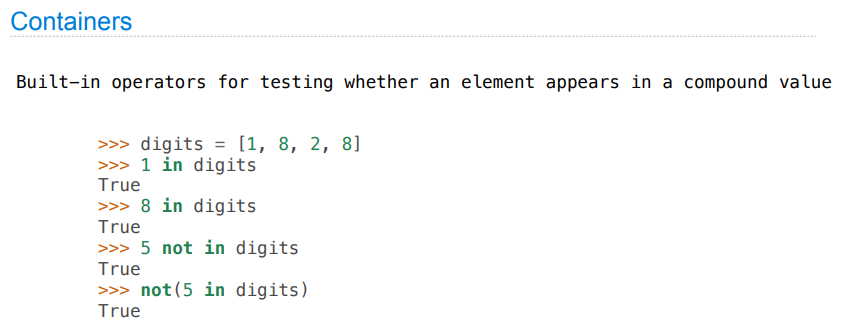 Containers
Built-in operators for testing whether an element appears in a compound value
>>> digits = [1, 8, 2, 8]
>>> 1 in digits
True
>>> 8 in digits
True
>>> 5 not in digits
True
>>> not(5 in digits)
True